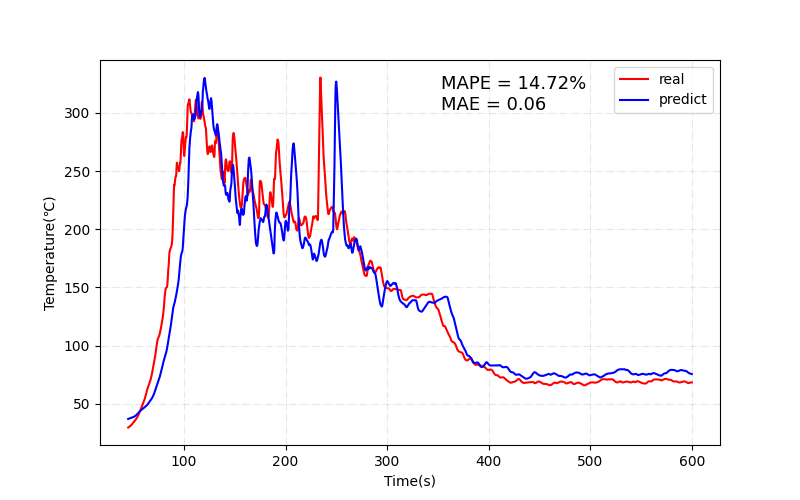 MAPE = 14.72%
MAE = 0.06
real
predict
Temperature(℃)
300
250
200
150
100
50
100 200 300 400 500 600
Time(s)